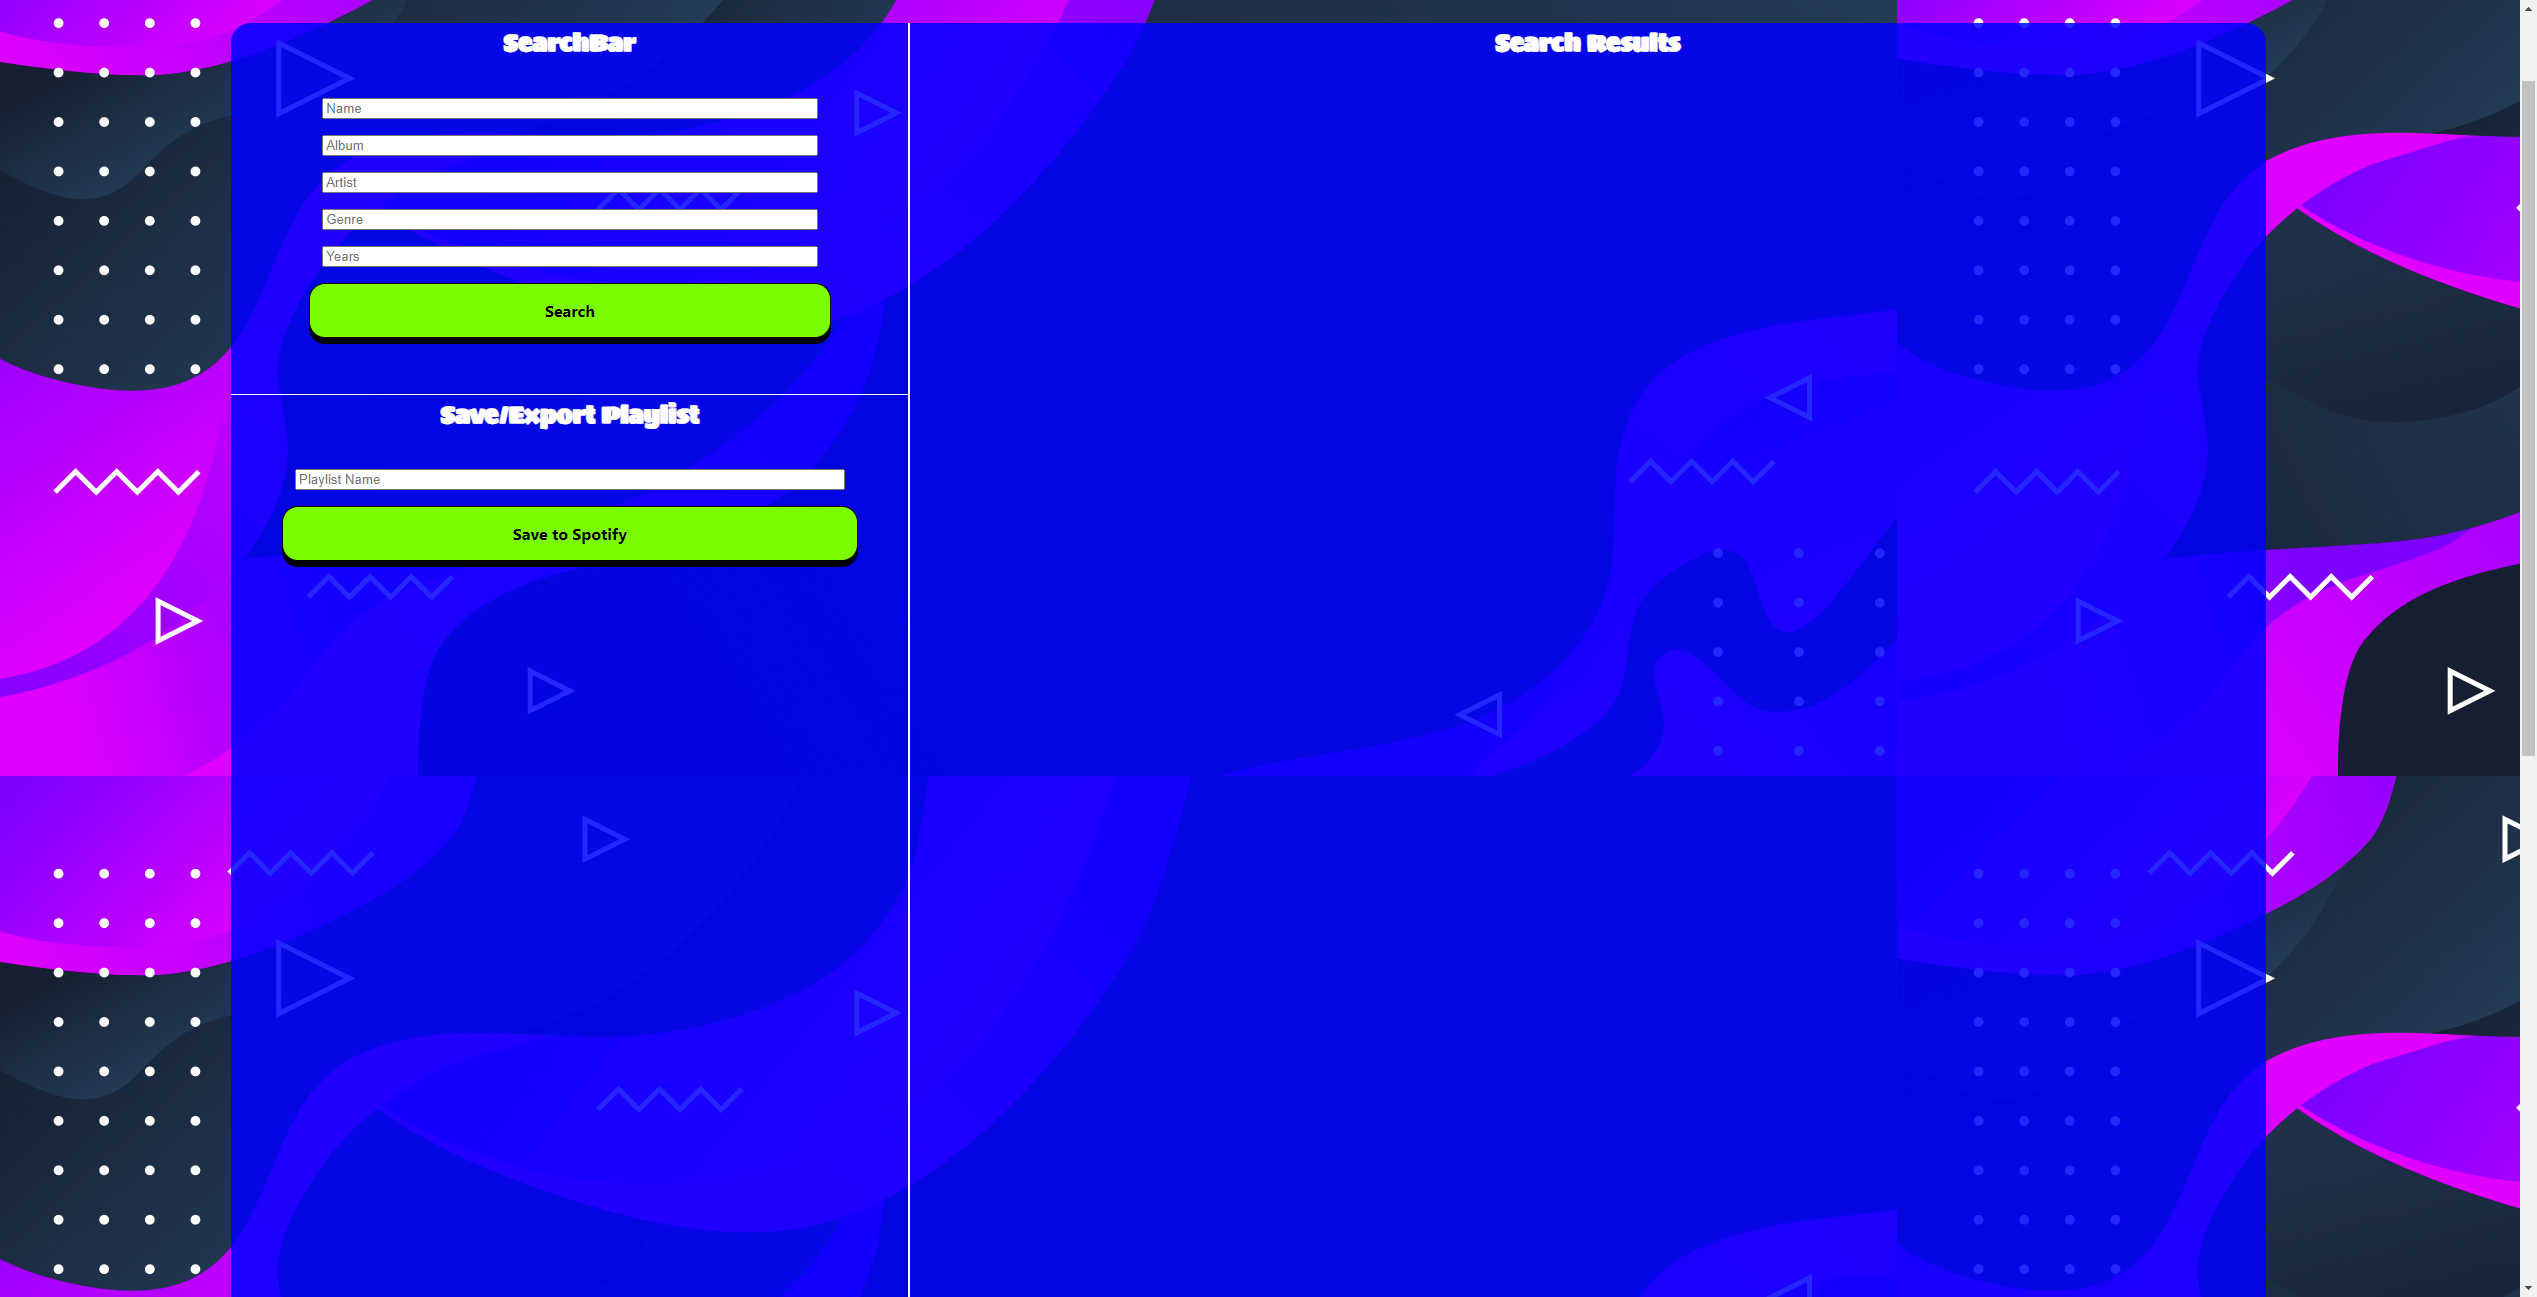 SearchBar
Name
Album
Artist
Genre
Years
Search
Save/Export Playlist
Playlist Name
Save to Spotify
Search Results